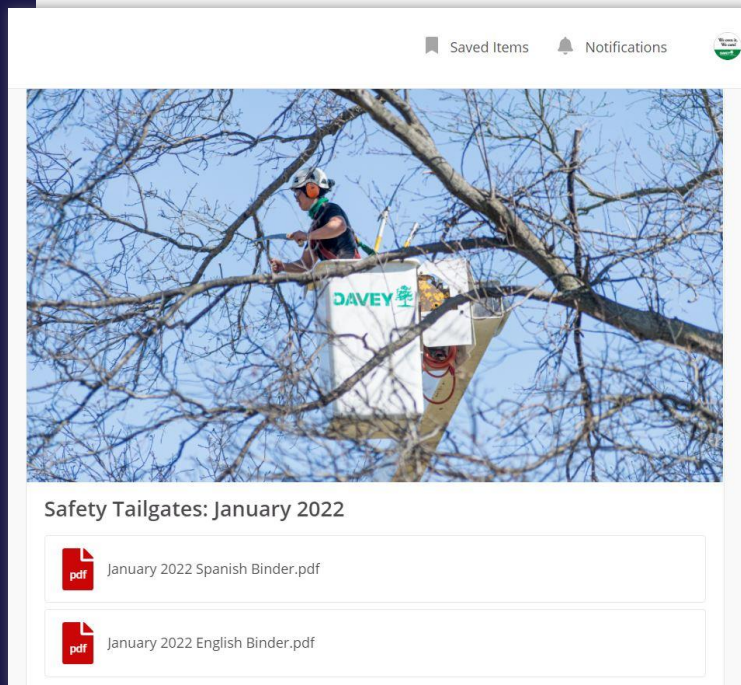 Saved Items
Notifications
DAVEY
Safety Tailgates: January 2022
pdf
January 2022 Spanish Binder.pdf
pdf
January 2022 English Binder.pdf